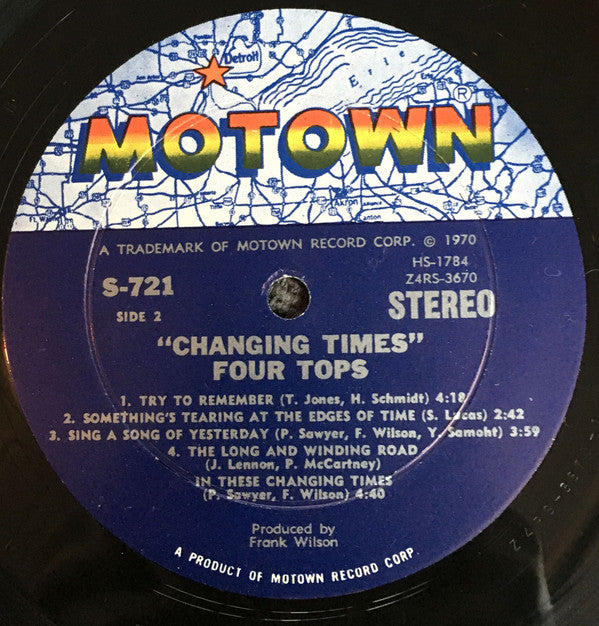 Detroit
Erie
MOTOWN®
Akron
Canton
A TRADEMARK OF MOTOWN RECORD CORP. © 1970
HS-1784
S-721
Z4RS-3670
SIDE 2
STEREO
"CHANGING TIMES"
FOUR TOPS
1. TRY TO REMEMBER (T. Jones, H. Schmidt) 4:18
2. SOMETHING'S TEARING AT THE EDGES OF TIME (S. Lucas) 2:42
3. SING A SONG OF YESTERDAY (P. Sawyer, F. Wilson, Y. Samoht) 3:59
4. THE LONG AND WINDING ROAD
(J. Lennon, P. McCartney)
IN THESE CHANGING TIMES
(P. Sawyer, F. Wilson) 4:40
Produced by
Frank Wilson
A PRODUCT OF MOTOWN RECORD CORP.